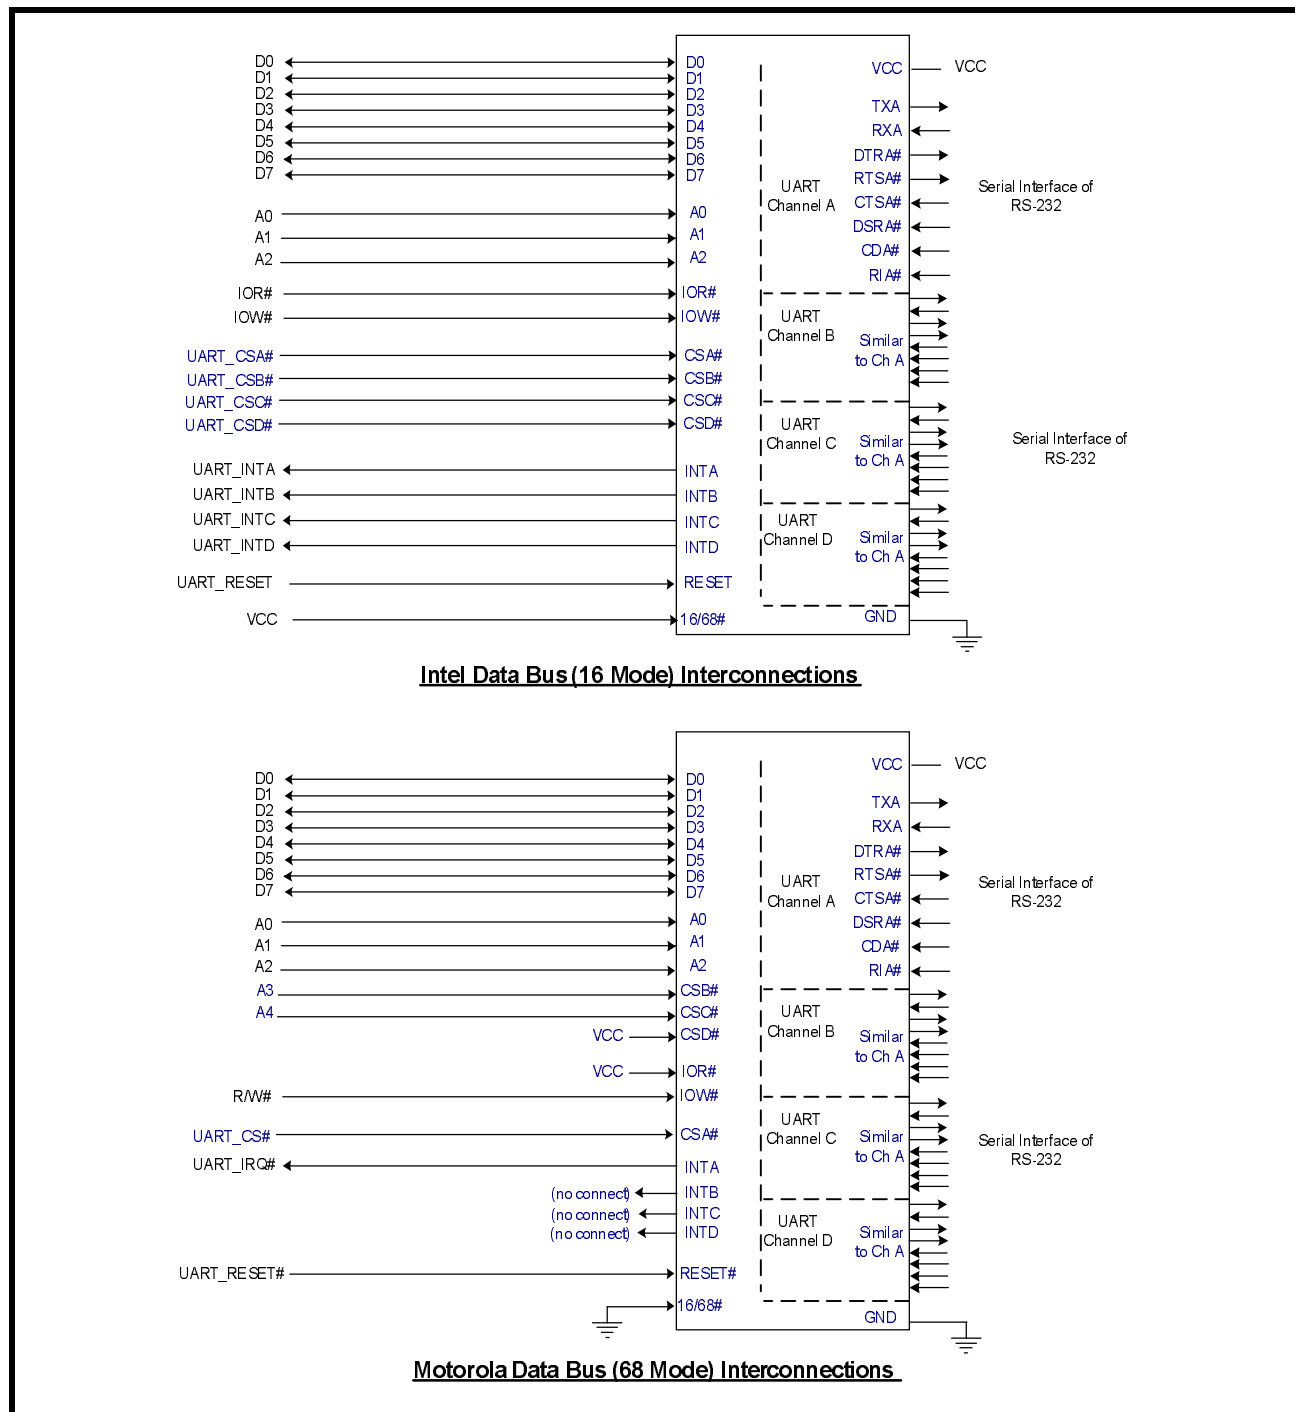 D0 D0 VCC VCC
D1 D1
D2 D2
D3 D3 TXA
D4 D4 RXA
D5 D5
D6 D6 DTRA#
D7 D7 RTSA#
UART
Channel A
Serial Interface of
RS-232
CTSA#
A0 A0 DSRA#
A1 A1 CDA#
A2 A2 RIA#
IOR# IOR#
IOW# IOW#
UART
Channel B
Similar
to Ch A
UART_CSA# CSA#
UART_CSB# CSB#
UART_CSC# CSC#
UART_CSD# CSD#
UART
Channel C
Similar
to Ch A
Serial Interface of
RS-232
UART_INTA INTA
UART_INTB INTB
UART_INTC INTC
UART_INTD INTD
UART
Channel D
Similar
to Ch A
UART_RESET RESET
VCC 16/68# GND
Intel Data Bus (16 Mode) Interconnections
VCC VCC
D0 D0
D1 D1
D2 D2 TXA
D3 D3 RXA
D4 D4
D5 D5 DTRA#
D6 D6 RTSA#
D7 D7
UART
Channel A
Serial Interface of
RS-232
CTSA#
A0 A0 DSRA#
A1 A1 CDA#
A2 A2 RIA#
A3 CSB#
A4 CSC#
VCC CSD#
UART
Channel B
Similar
to Ch A
VCC IOR#
R/W# IOW#
UART_CS# CSA#
UART
Channel C
Similar
to Ch A
Serial Interface of
RS-232
UART_IRQ# INTA
(no connect) INTB
(no connect) INTC
(no connect) INTD
UART
Channel D
Similar
to Ch A
UART_RESET# RESET#
16/68# GND
Motorola Data Bus (68 Mode) Interconnections